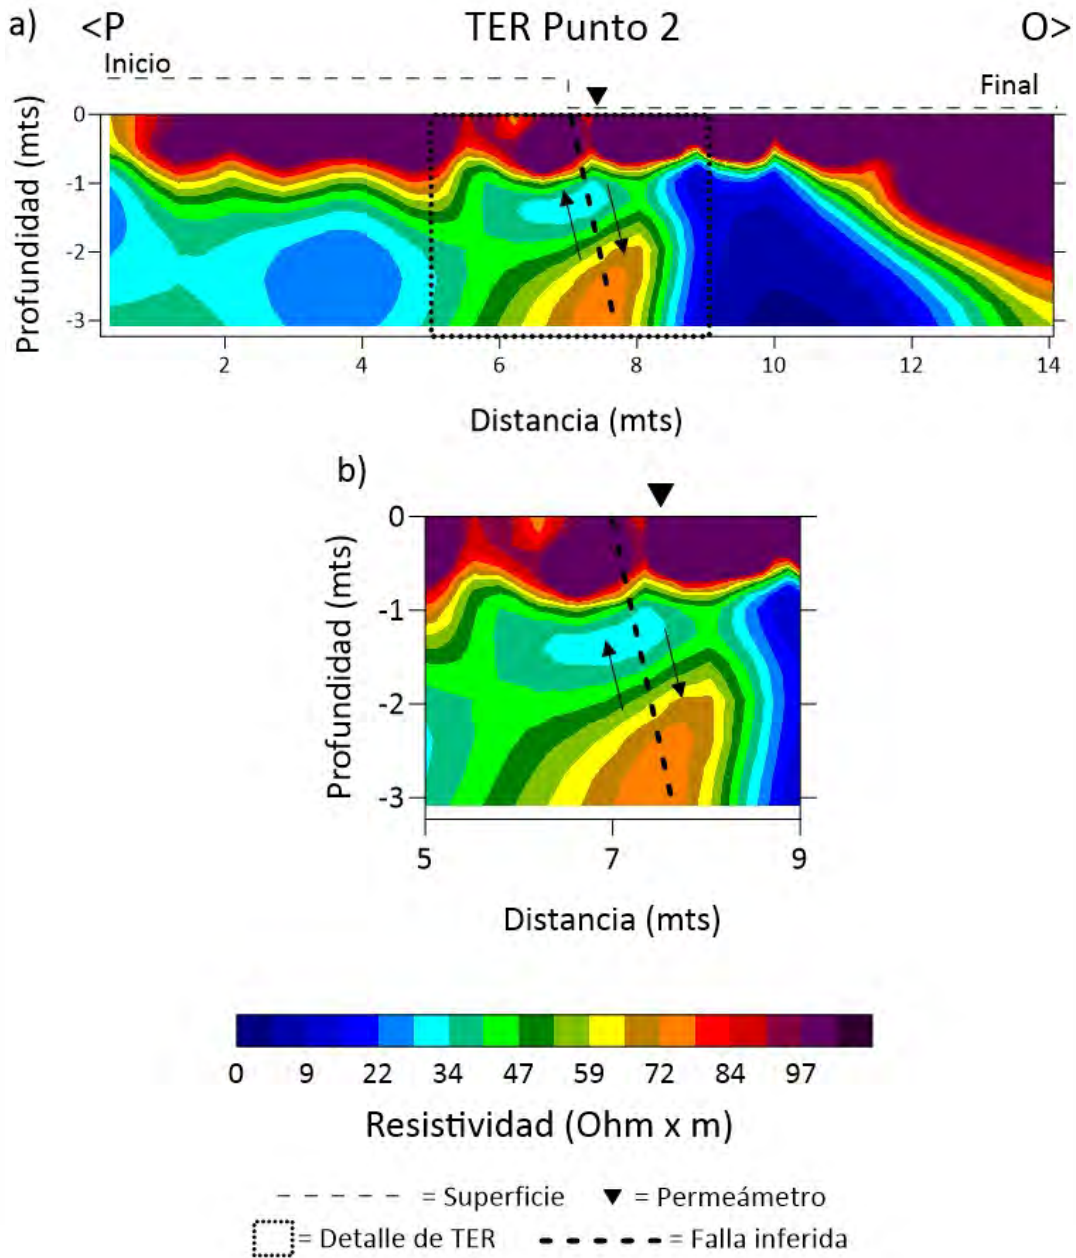 a) <P TER Punto 2 O>
Inicio
Final
Profundidad (mts)
0
-1
-2
-3
2 4 6 8 10 12 14
Distancia (mts)
b)
Profundidad (mts)
0
-1
-2
-3
5 7 9
Distancia (mts)
0 9 22 34 47 59 72 84 97
Resistividad (Ohm x m)
= Superficie = Permeámetro
= Detalle de TER = Falla inferida